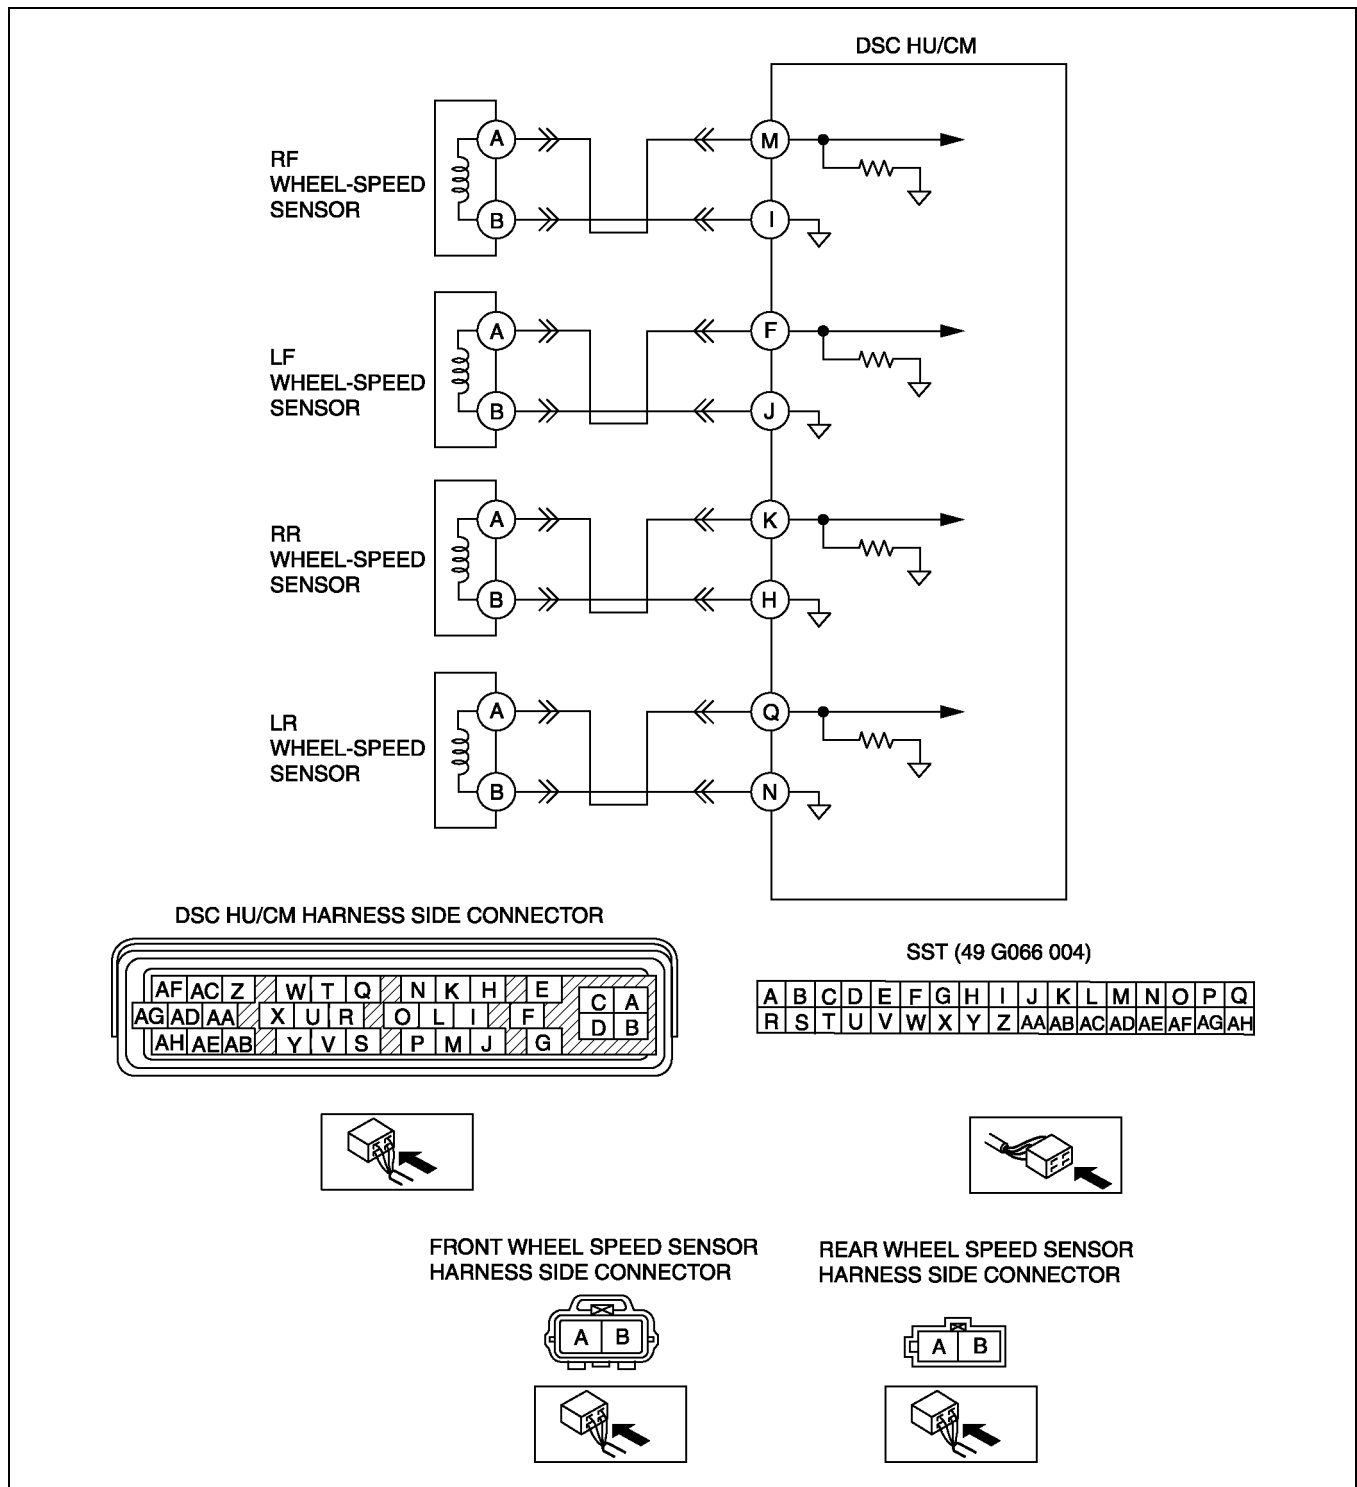 DSC HU/CM
RF
WHEEL-SPEED
SENSOR
A
B
M
I
LF
WHEEL-SPEED
SENSOR
A
B
F
J
RR
WHEEL-SPEED
SENSOR
A
B
K
H
LR
WHEEL-SPEED
SENSOR
A
B
Q
N
DSC HU/CM HARNESS SIDE CONNECTOR
AF AC Z W T Q N K H E
AG AD AA X U R O L I F
AH AE AB Y V S P M J G
C A
D B
SST (49 G066 004)
A B C D E F G H I J K L M N O P Q
R S T U V W X Y Z AA AB AC AD AE AF AG AH
FRONT WHEEL SPEED SENSOR
HARNESS SIDE CONNECTOR
A B
REAR WHEEL SPEED SENSOR
HARNESS SIDE CONNECTOR
A B